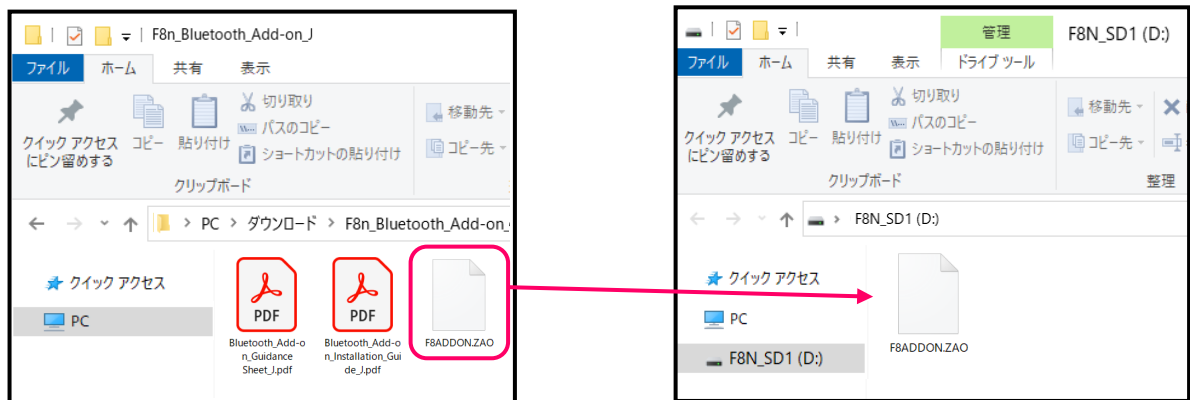 F8n_Bluetooth_Add-on_J
ファイル ホーム 共有 表示
クイック アクセス
にピン留めする
コピー
貼り付け
切り取り
パスのコピー
ショートカットの貼り付け
移動先
コピー先
クリップボード
PC ダウンロード F8n_Bluetooth_Add-on_
クイック アクセス
PC
PDF
Bluetooth_Add-o
n_Guidance
Sheet_J.pdf
PDF
Bluetooth_Add-o
n_Installation_Gui
de_J.pdf
F8ADDON.ZAO
管理
F8N_SD1 (D:)
ファイル ホーム 共有 表示 ドライブ ツール
クイック アクセス
にピン留めする
コピー
貼り付け
切り取り
パスのコピー
ショートカットの貼り付け
移動先
コピー先
クリップボード
整理
F8N_SD1 (D:)
クイック アクセス
PC
F8N_SD1 (D:)
F8ADDON.ZAO